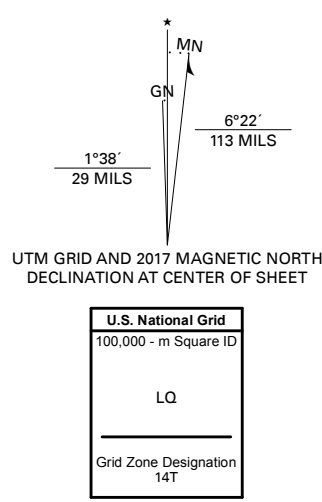 ★
MN
GN
6°22´
113 MILS
1°38´
29 MILS
UTM GRID AND 2017 MAGNETIC NORTH
DECLINATION AT CENTER OF SHEET
U.S. National Grid
100,000 - m Square ID
LQ
Grid Zone Designation
14T